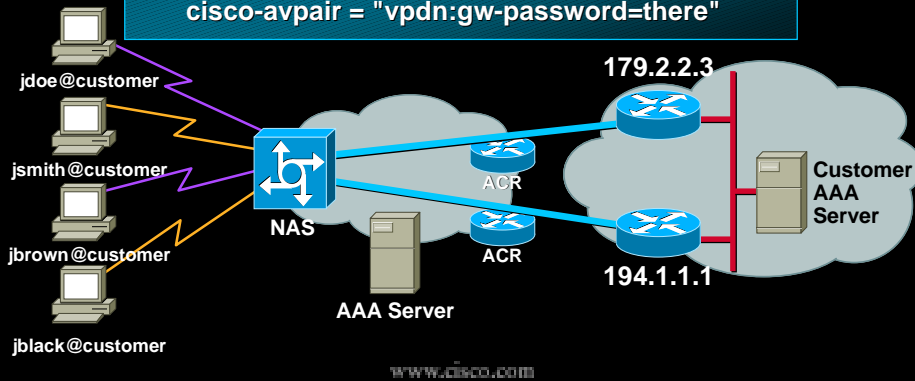 cisco-avpair = "vpdn:gw-password=there"
179.2.2.3
jdoe@customer
jsmith@customer
ACR
Customer
AAA
Server
NAS
jbrown@customer
ACR
194.1.1.1
AAA Server
jblack@customer
www.cisco.com